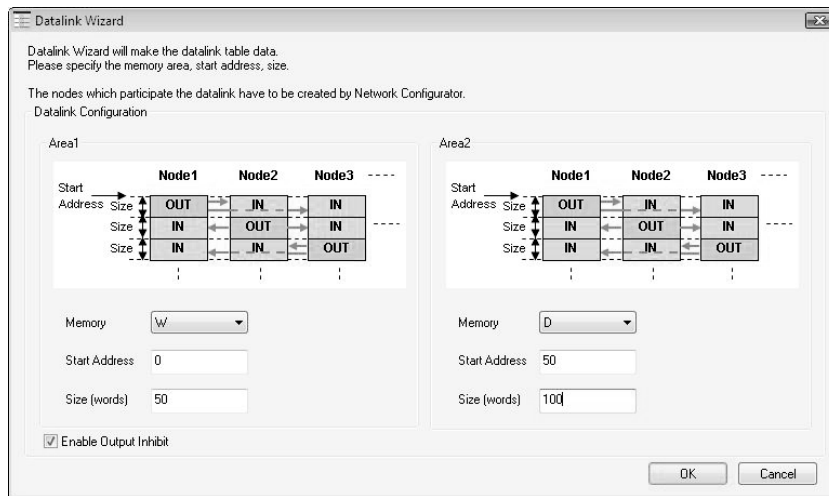 Datalink Wizard
Datalink Wizard will make the datalink table data.
Please specify the memory area, start address, size.
The nodes which participate the datalink have to be created by Network Configurator.
Datalink Configuration
Area1
Node1 Node2 Node3
Start
Address Size OUT IN IN
Size IN OUT IN
Size IN IN OUT
Memory W
Start Address 0
Size (words) 50
Area2
Node1 Node2 Node3
Start
Address Size OUT IN IN
Size IN OUT IN
Size IN IN OUT
Memory D
Start Address 50
Size (words) 100
Enable Output Inhibit
OK Cancel